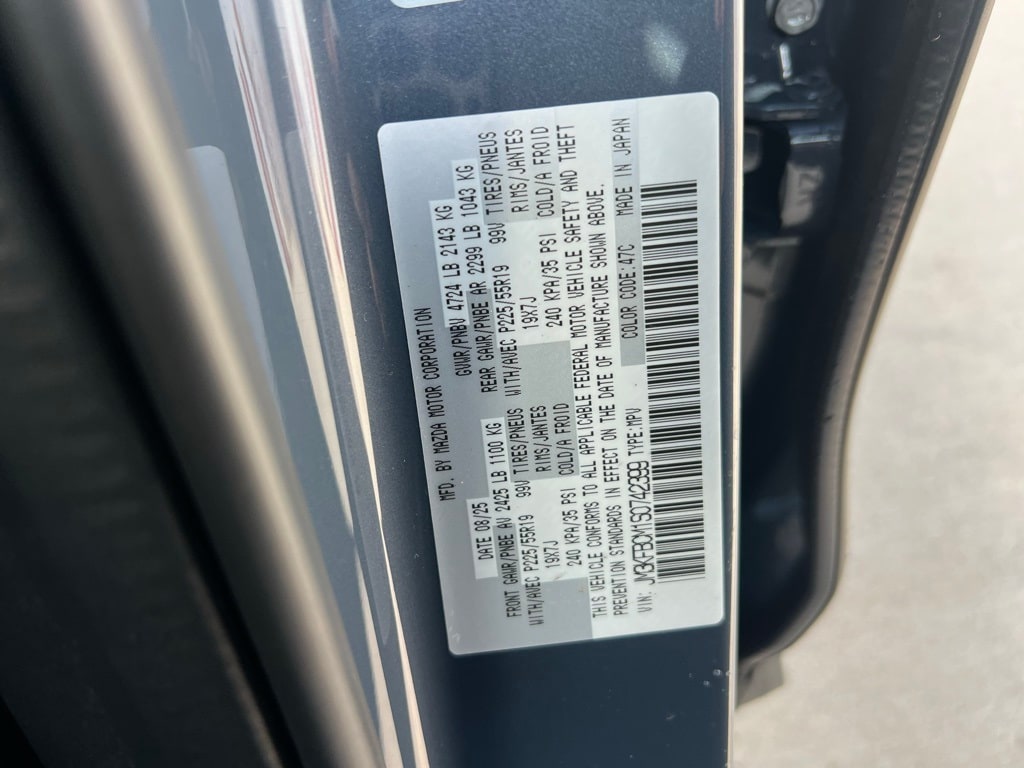 MFD. BY MAZDA MOTOR CORPORATION
DATE 08/25 GVWR/PNBV 4724 LB 2143 KG
FRONT GAWR/PNBE AV 2425 LB 1100 KG REAR GAWR/PNBE AR 2299 LB 1043 KG
WITH/AVEC P225/55R19 99V TIRES/PNEUS WITH/AVEC P225/55R19 99V TIRES/PNEUS
19X7J RIMS/JANTES 19X7J RIMS/JANTES
240 KPA/35 PSI COLD/A FROID 240 KPA/35 PSI COLD/A FROID
THIS VEHICLE CONFORMS TO ALL APPLICABLE FEDERAL MOTOR VEHICLE SAFETY AND THEFT
PREVENTION STANDARDS IN EFFECT ON THE DATE OF MANUFACTURE SHOWN ABOVE.
VIN: JM3KFBCM1S0742399 TYPE:MPV COLOR CODE:47C MADE IN JAPAN